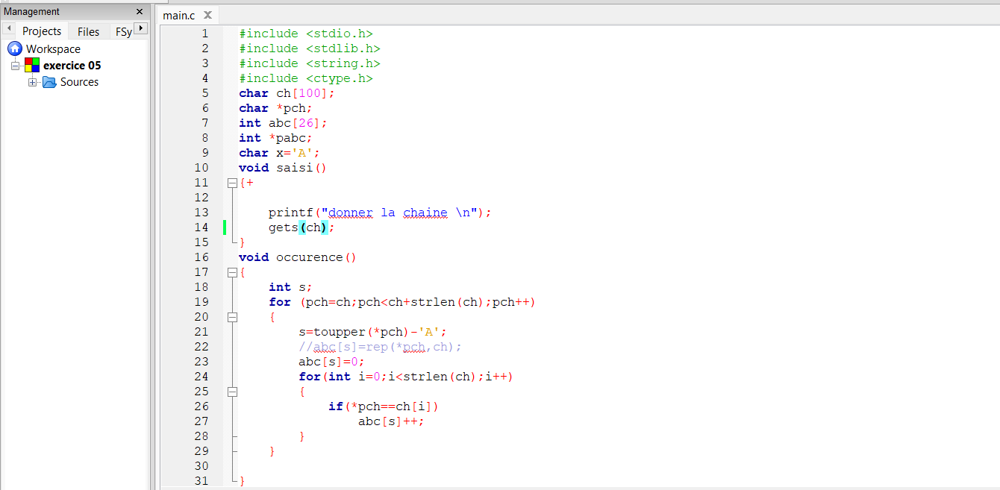 Management
Projects Files FSy
Workspace
exercice 05
Sources
main.c
1 #include <stdio.h>
2 #include <stdlib.h>
3 #include <string.h>
4 #include <ctype.h>
5 char ch[100];
6 char *pch;
7 int abc[26];
8 int *pabc;
9 char x='A';
10 void saisi()
11 {+
12
13     printf("donner la chaine \n");
14     gets(ch);
15 }
16 void occurence()
17 {
18     int s;
19     for (pch=ch;pch<ch+strlen(ch);pch++)
20     {
21         s=toupper(*pch)-'A';
22         //abc[s]=rep(*pch,ch);
23         abc[s]=0;
24         for(int i=0;i<strlen(ch);i++)
25         {
26             if(*pch==ch[i])
27                 abc[s]++;
28         }
29     }
30
31 }